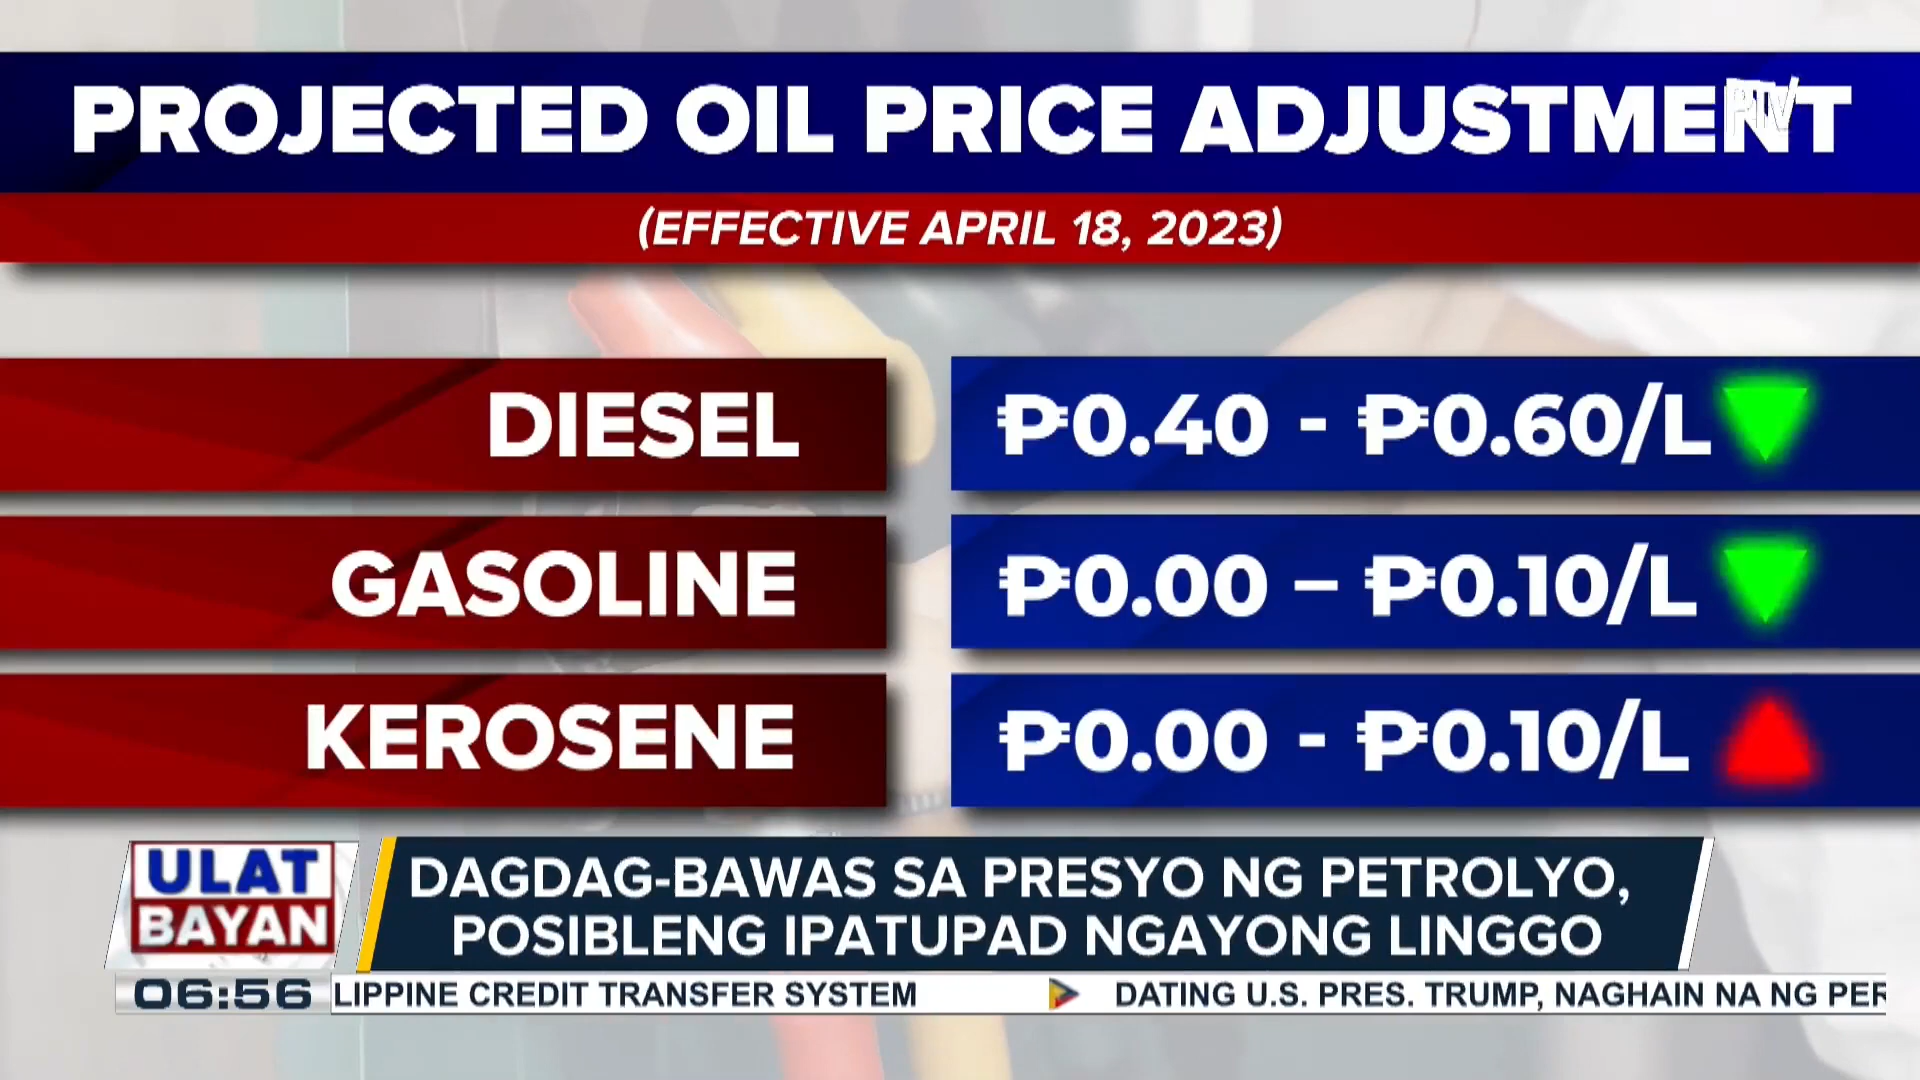 PROJECTED OIL PRICE ADJUSTMENT
PTV
(EFFECTIVE APRIL 18, 2023)
DIESEL ₱0.40 - ₱0.60/L
GASOLINE ₱0.00 – ₱0.10/L
KEROSENE ₱0.00 - ₱0.10/L
ULAT
BAYAN
DAGDAG-BAWAS SA PRESYO NG PETROLYO,
POSIBLENG IPATUPAD NGAYONG LINGGO
06:56 LIPPINE CREDIT TRANSFER SYSTEM DATING U.S. PRES. TRUMP, NAGHAIN NA NG PER